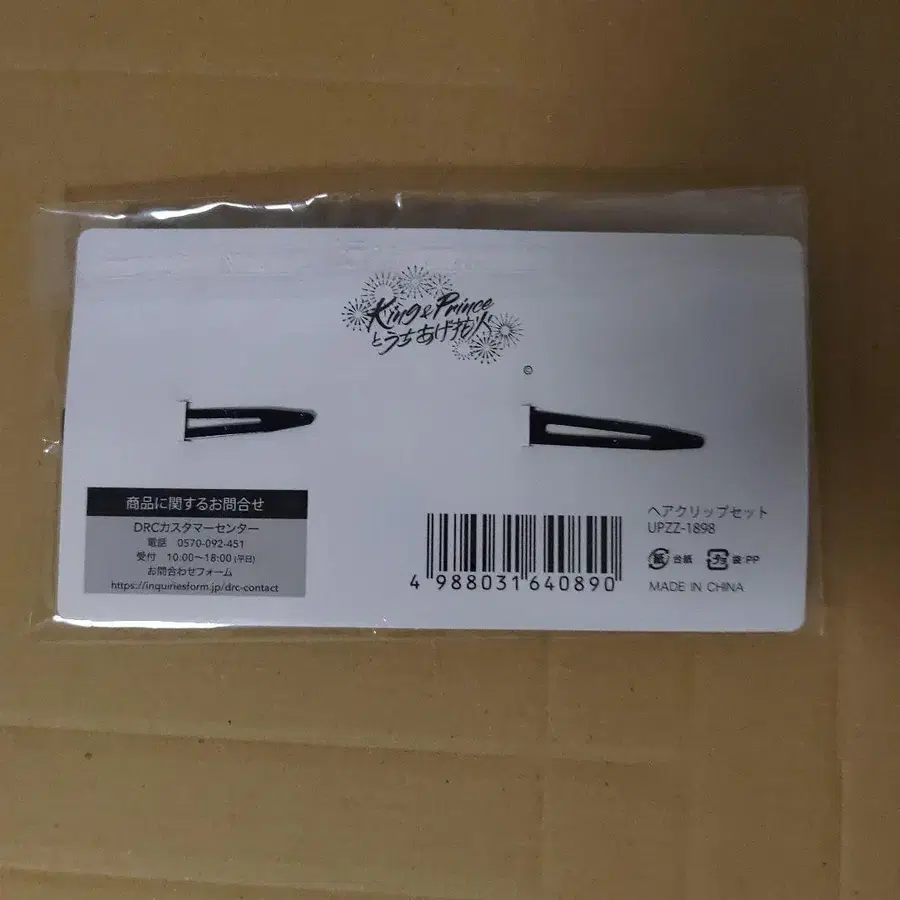 King & Prince
とうちあげ花火
©
商品に関するお問合せ
DRCカスタマーセンター
電話 0570-092-451
受付 10:00~18:00(平日)
お問合わせフォーム
https://inquiriesform.jp/drc-contact
4 988031 640890
ヘアクリップセット
UPZZ-1898
紙 台紙 プラ 袋:PP
MADE IN CHINA